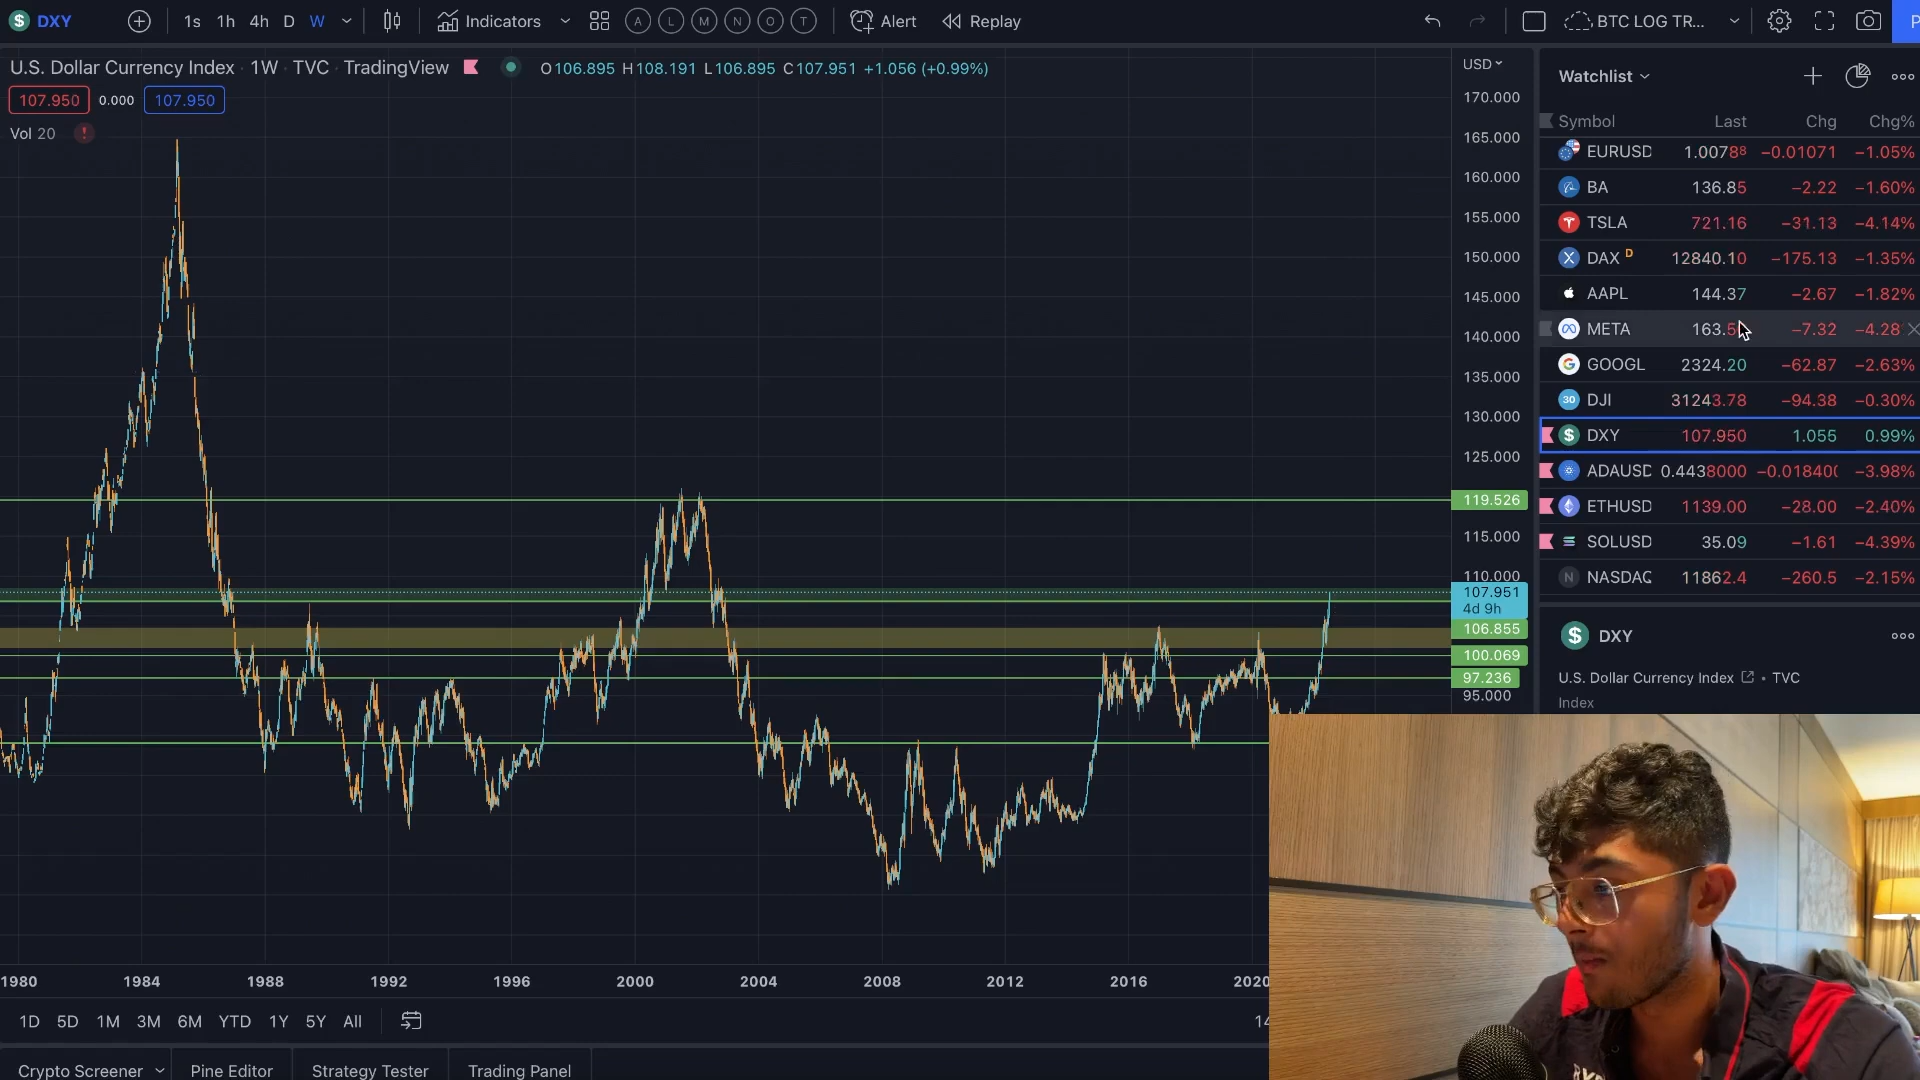 DXY 1s 1h 4h D W Indicators A L M N O T Alert Replay BTC LOG TR... P
U.S. Dollar Currency Index · 1W · TVC · TradingView O106.895 H108.191 L106.895 C107.951 +1.056 (+0.99%)
107.950 0.000 107.950
Vol 20 !
USD
170.000
165.000
160.000
155.000
150.000
145.000
140.000
135.000
130.000
125.000
119.526
115.000
110.000
107.951
4d 9h
106.855
100.069
97.236
95.000
1980 1984 1988 1992 1996 2000 2004 2008 2012 2016 2020
1D 5D 1M 3M 6M YTD 1Y 5Y All 14
Crypto Screener Pine Editor Strategy Tester Trading Panel
Watchlist
Symbol Last Chg Chg%
EURUSD 1.00788 −0.01071 −1.05%
BA 136.85 −2.22 −1.60%
TSLA 721.16 −31.13 −4.14%
DAX D 12840.10 −175.13 −1.35%
AAPL 144.37 −2.67 −1.82%
META −7.32 −4.28
GOOGL 2324.20 −62.87 −2.63%
30 DJI 31243.78 −94.38 −0.30%
DXY 107.950 1.055 0.99%
ADAUSD 0.4438000 −0.018400 −3.98%
ETHUSD 1139.00 −28.00 −2.40%
SOLUSD 35.09 −1.61 −4.39%
N NASDAQ 11862.4 −260.5 −2.15%
$ DXY
U.S. Dollar Currency Index · TVC
Index